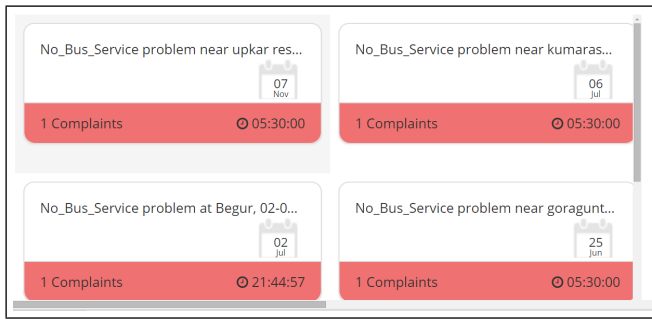 No_Bus_Service problem near upkar res...
07
Nov
1 Complaints 05:30:00
No_Bus_Service problem near kumaras...
06
Jul
1 Complaints 05:30:00
No_Bus_Service problem at Begur, 02-0...
02
Jul
1 Complaints 21:44:57
No_Bus_Service problem near goragunt...
25
Jun
1 Complaints 05:30:00